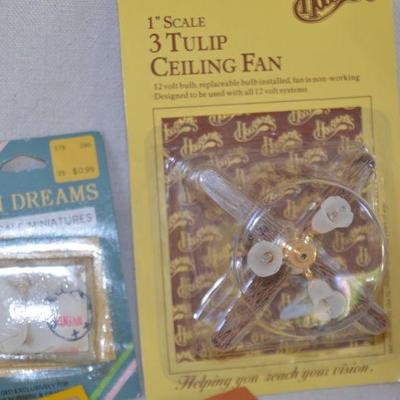 1" SCALE
3 TULIP
CEILING FAN
12 volt bulb, replaceable bulb installed, fan is non-working
Designed to be used with all 12 volt systems
Helping you reach your vision.
$0.99
DREAMS
MINIATURES